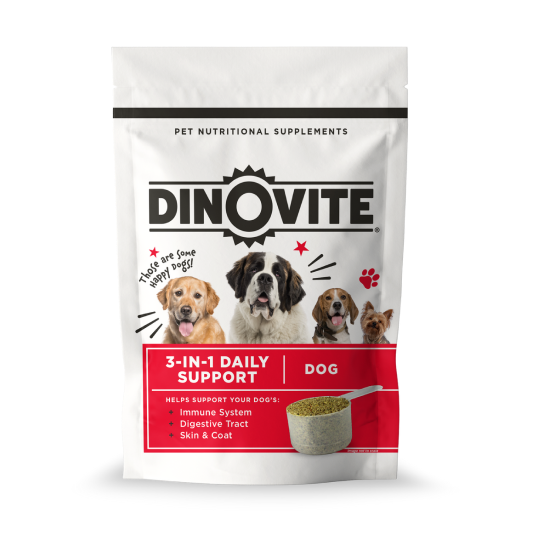 PET NUTRITIONAL SUPPLEMENTS
DINOVITE®
Those are some
Happy Dogs!
3-IN-1 DAILY
SUPPORT
DOG
HELPS SUPPORT YOUR DOG'S:
Immune System
Digestive Tract
Skin & Coat